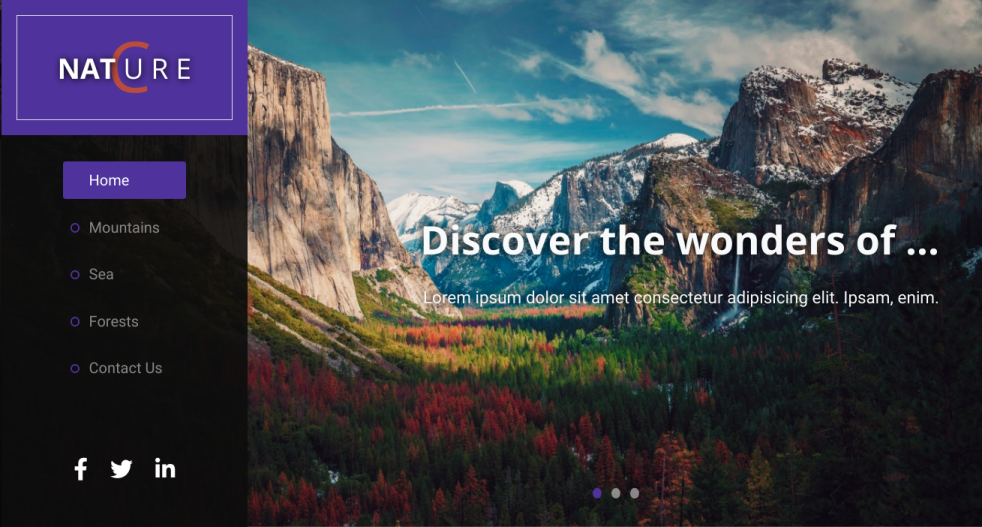 NATURE
Home
Mountains
Sea
Forests
Contact Us
Discover the wonders of ...
Lorem ipsum dolor sit amet consectetur adipisicing elit. Ipsam, enim.